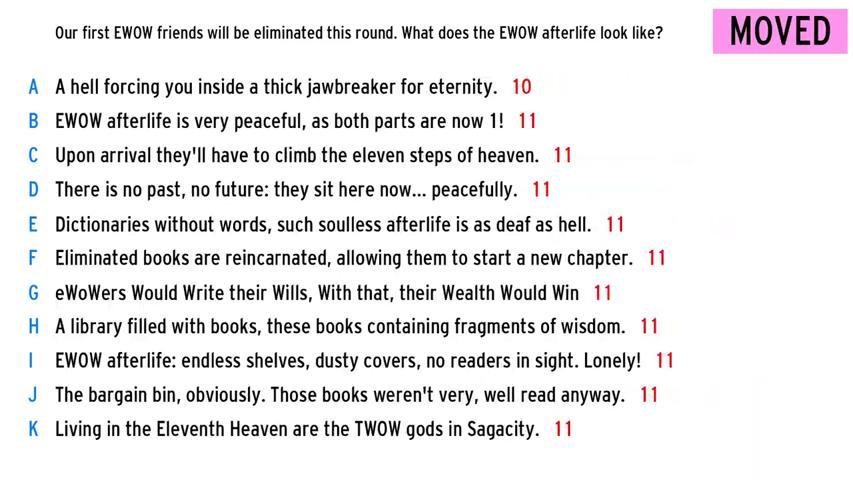 Our first EWOW friends will be eliminated this round. What does the EWOW afterlife look like?
MOVED
A A hell forcing you inside a thick jawbreaker for eternity. 10
B EWOW afterlife is very peaceful, as both parts are now 1! 11
C Upon arrival they'll have to climb the eleven steps of heaven. 11
D There is no past, no future: they sit here now... peacefully. 11
E Dictionaries without words, such soulless afterlife is as deaf as hell. 11
F Eliminated books are reincarnated, allowing them to start a new chapter. 11
G eWoWers Would Write their Wills, With that, their Wealth Would Win 11
H A library filled with books, these books containing fragments of wisdom. 11
I EWOW afterlife: endless shelves, dusty covers, no readers in sight. Lonely! 11
J The bargain bin, obviously. Those books weren't very, well read anyway. 11
K Living in the Eleventh Heaven are the TWOW gods in Sagacity. 11